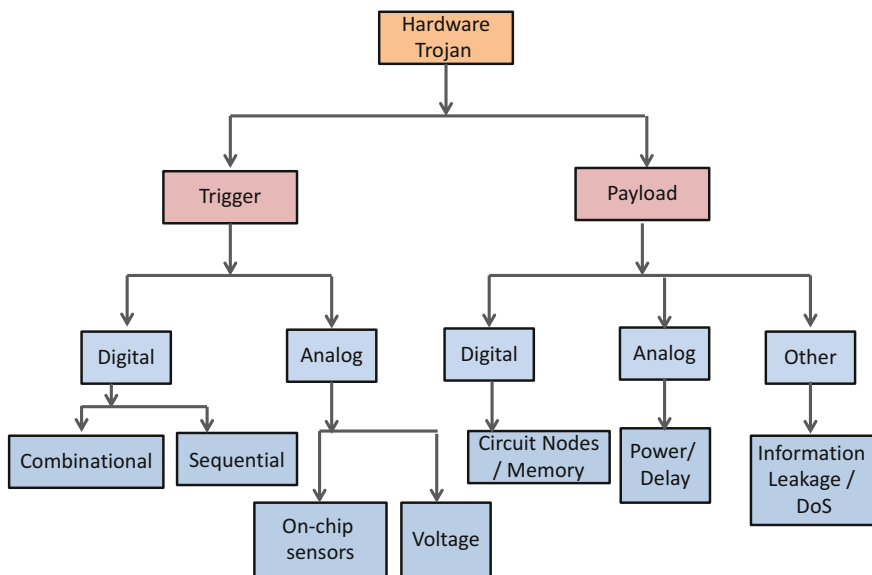 Hardware
Trojan
Trigger
Payload
Digital
Analog
Digital
Analog
Other
Combinational
Sequential
Circuit Nodes
/ Memory
Power/
Delay
Information
Leakage /
DoS
On-chip
sensors
Voltage